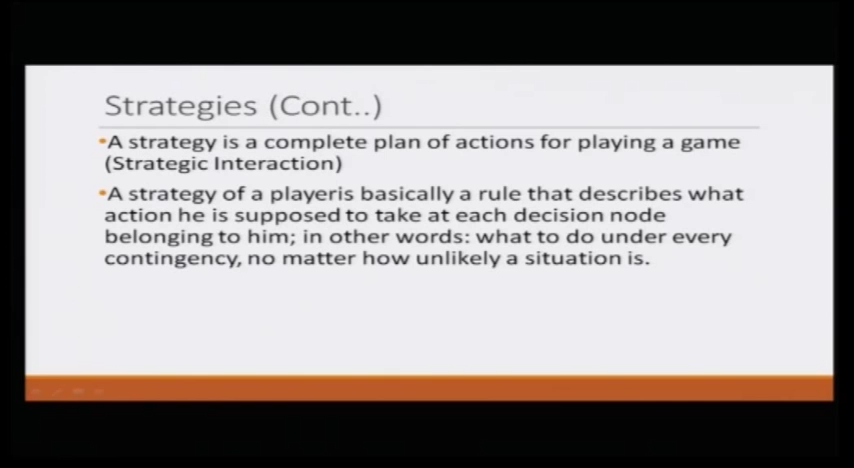 Strategies (Cont..)
•A strategy is a complete plan of actions for playing a game
(Strategic Interaction)
•A strategy of a playeris basically a rule that describes what
action he is supposed to take at each decision node
belonging to him; in other words: what to do under every
contingency, no matter how unlikely a situation is.